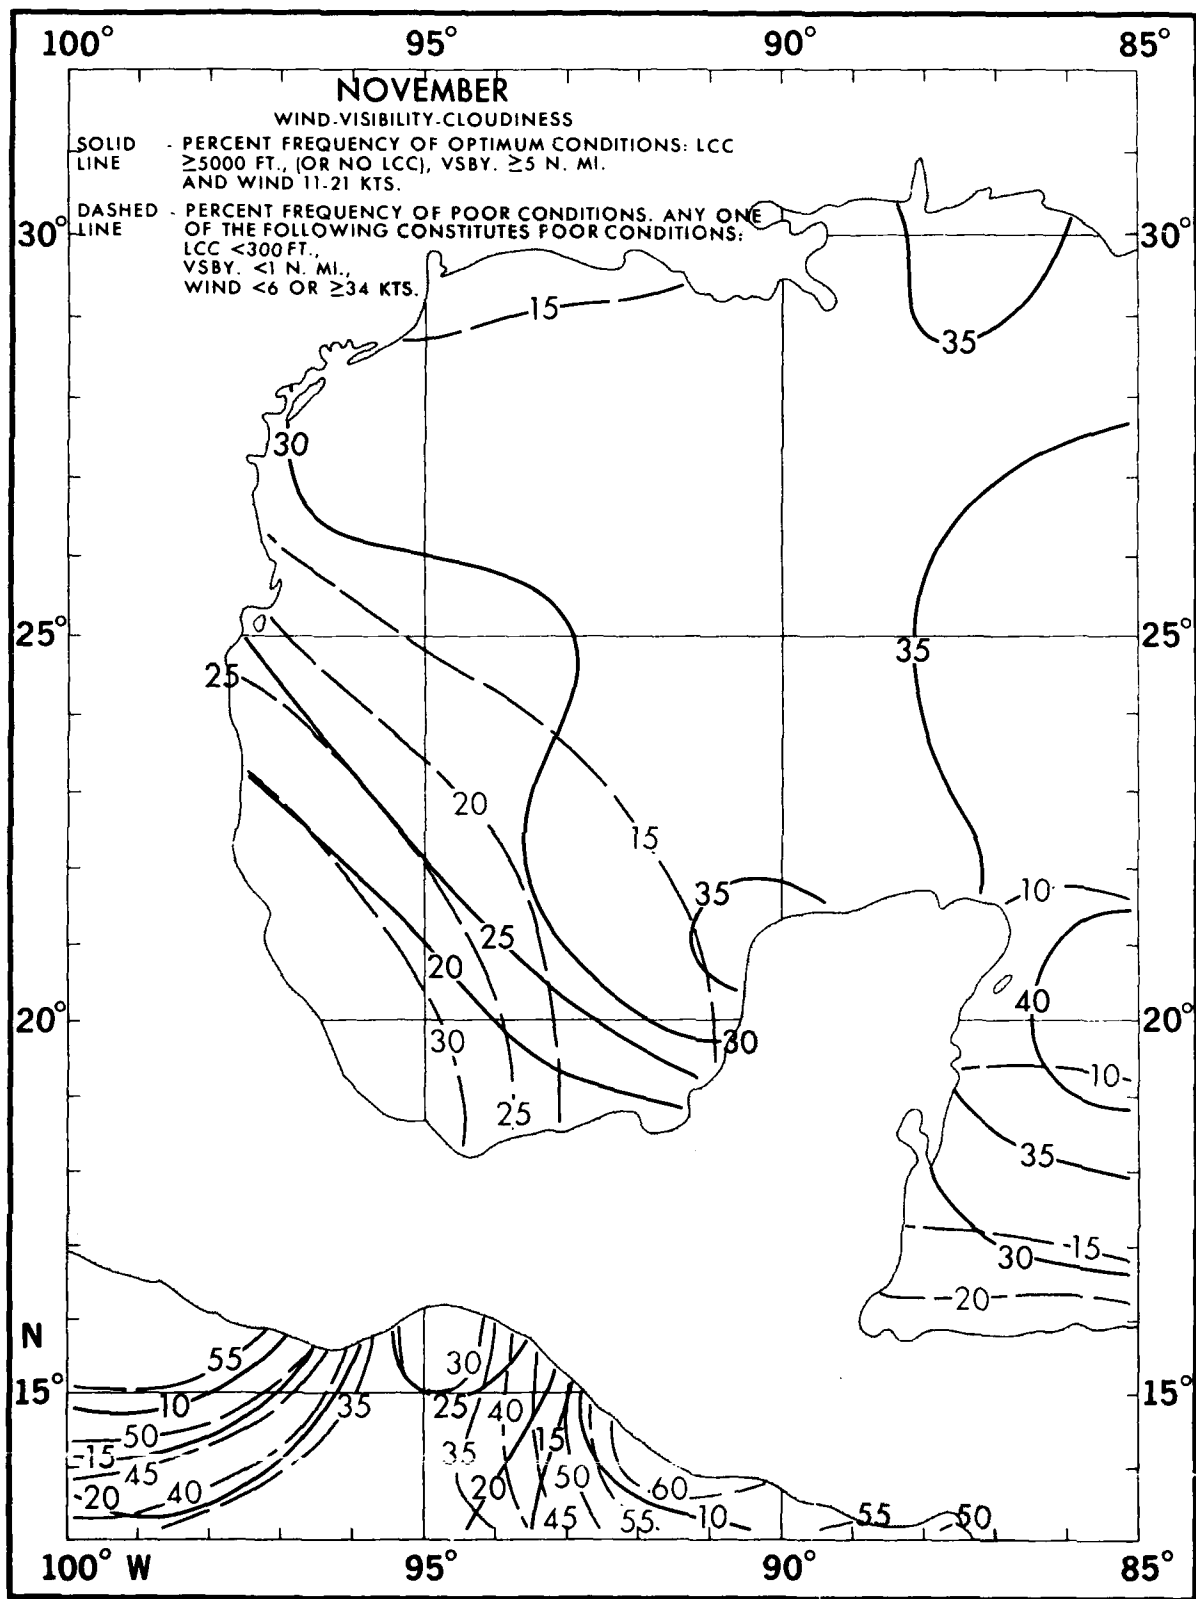 100° 95° 90° 85°
NOVEMBER
WIND-VISIBILITY-CLOUDINESS
SOLID - PERCENT FREQUENCY OF OPTIMUM CONDITIONS: LCC
LINE ≥5000 FT., (OR NO LCC), VSBY. ≥5 N. MI.
AND WIND 11-21 KTS.
DASHED - PERCENT FREQUENCY OF POOR CONDITIONS. ANY ONE
LINE OF THE FOLLOWING CONSTITUTES POOR CONDITIONS:
LCC <300 FT.,
VSBY. <1 N. MI.,
WIND <6 OR ≥34 KTS.
30° 30°
15
35
30
25° 25°
35
25
20
15
35 10
25
20
40
20° 20°
30 30
10
25
35
15
30
20
N
55 30
15° 15°
10 35 25 40
50 15
15 35
45 50 60
20 40 20
45 55 10 55 50
100° W 95° 90° 85°